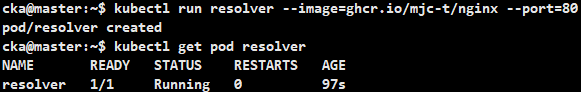 cka@master:~$ kubectl run resolver --image=ghcr.io/mjc-t/nginx --port=80
pod/resolver created
cka@master:~$ kubectl get pod resolver
NAME READY STATUS RESTARTS AGE
resolver 1/1 Running 0 97s